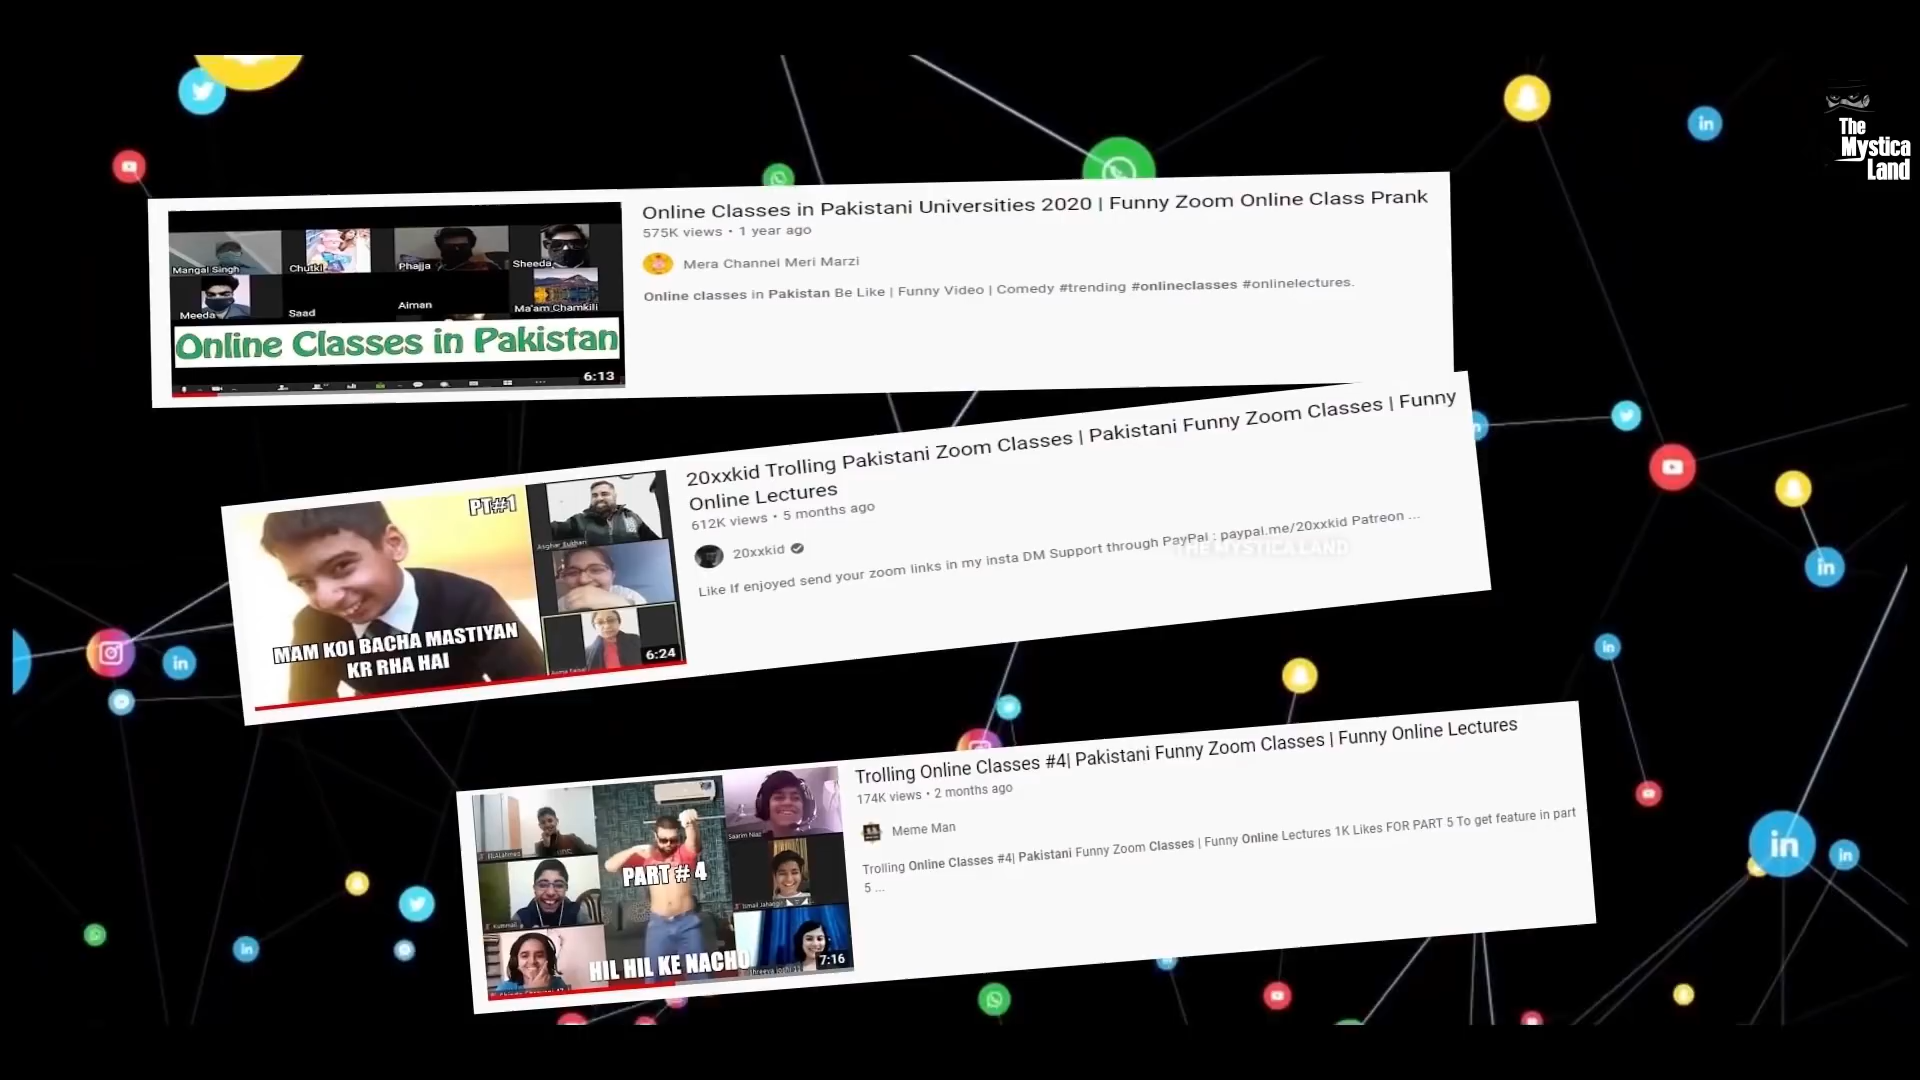 The
Mystica
Land
Online Classes in Pakistani Universities 2020 | Funny Zoom Online Class Prank
575K views • 1 year ago
Mera Channel Meri Marzi
Online classes in Pakistan Be Like | Funny Video | Comedy #trending #onlineclasses #onlinelectures.
Mangal Singh
Chutki
Phajja
Sheeda
Meeda
Saad
Aiman
Ma'am Chamkili
Online Classes in Pakistan
6:13
20xxkid Trolling Pakistani Zoom Classes | Pakistani Funny Zoom Classes | Funny
Online Lectures
612K views • 5 months ago
20xxkid
Like If enjoyed send your zoom links in my insta DM Support through PayPal : paypal.me/20xxkid Patreon ...
THE MYSTICA LAND
PT#1
MAM KOI BACHA MASTIYAN
KR RHA HAI
Asghar Bukhari
6:24
Trolling Online Classes #4| Pakistani Funny Zoom Classes | Funny Online Lectures
174K views • 2 months ago
Meme Man
Trolling Online Classes #4| Pakistani Funny Zoom Classes | Funny Online Lectures 1K Likes FOR PART 5 To get feature in part
5 ...
Saarim Niaz
PART # 4
HIL HIL KE NACHO
7:16